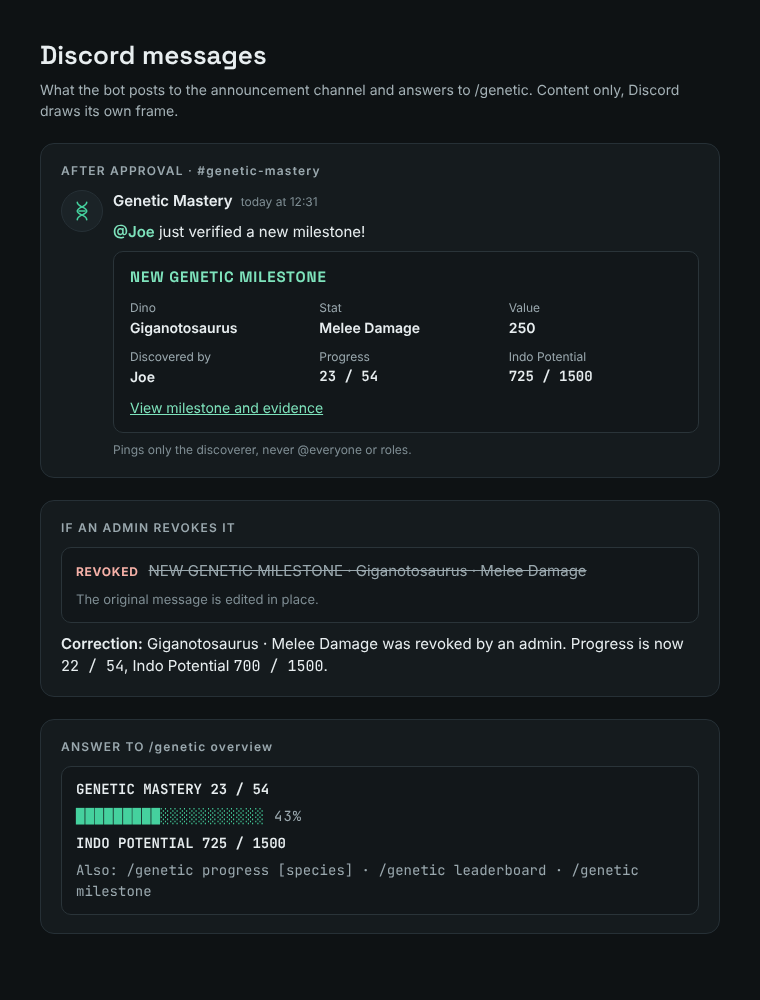 Discord messages
What the bot posts to the announcement channel and answers to /genetic. Content only, Discord
draws its own frame.
AFTER APPROVAL · #genetic-mastery
Genetic Mastery today at 12:31
@Joe just verified a new milestone!
NEW GENETIC MILESTONE
Dino Stat Value
Giganotosaurus Melee Damage 250
Discovered by Progress Indo Potential
Joe 23 / 54 725 / 1500
View milestone and evidence
Pings only the discoverer, never @everyone or roles.
IF AN ADMIN REVOKES IT
REVOKED NEW GENETIC MILESTONE · Giganotosaurus · Melee Damage
The original message is edited in place.
Correction: Giganotosaurus · Melee Damage was revoked by an admin. Progress is now
22 / 54, Indo Potential 700 / 1500.
ANSWER TO /genetic overview
GENETIC MASTERY 23 / 54
43%
INDO POTENTIAL 725 / 1500
Also: /genetic progress [species] · /genetic leaderboard · /genetic
milestone